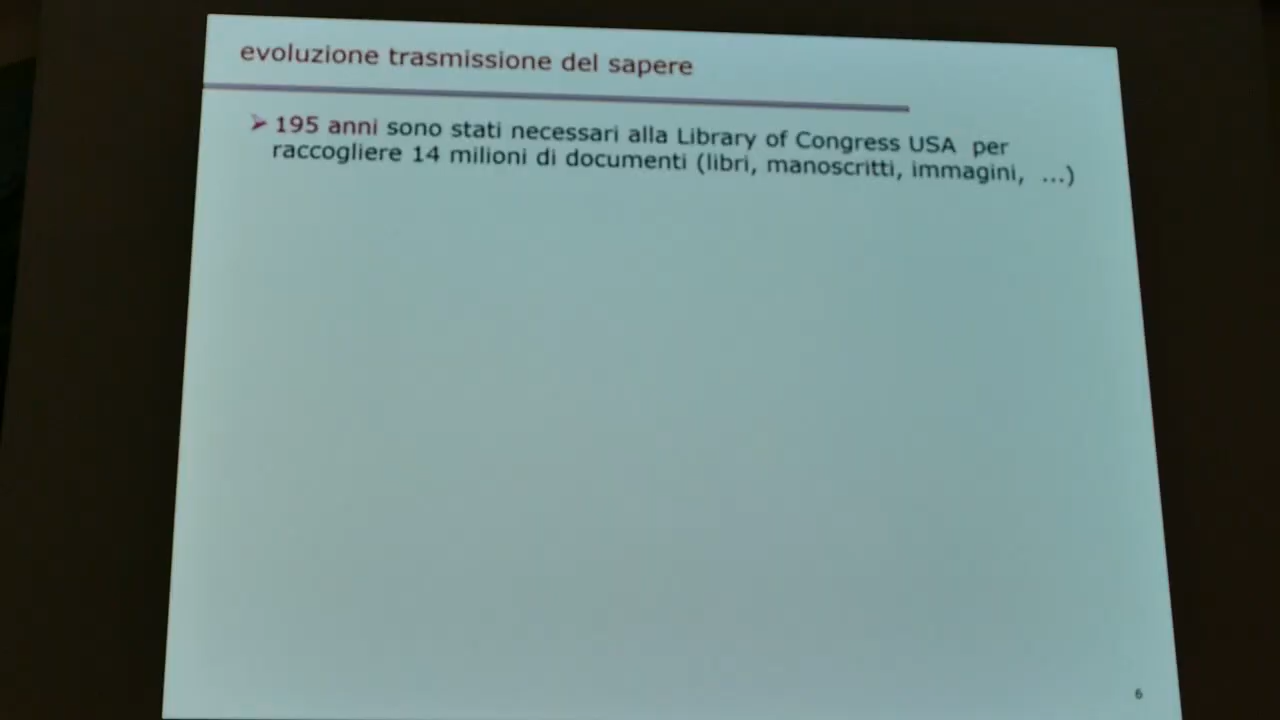 evoluzione trasmissione del sapere
➢ 195 anni sono stati necessari alla Library of Congress USA per
raccogliere 14 milioni di documenti (libri, manoscritti, immagini, ...)
6